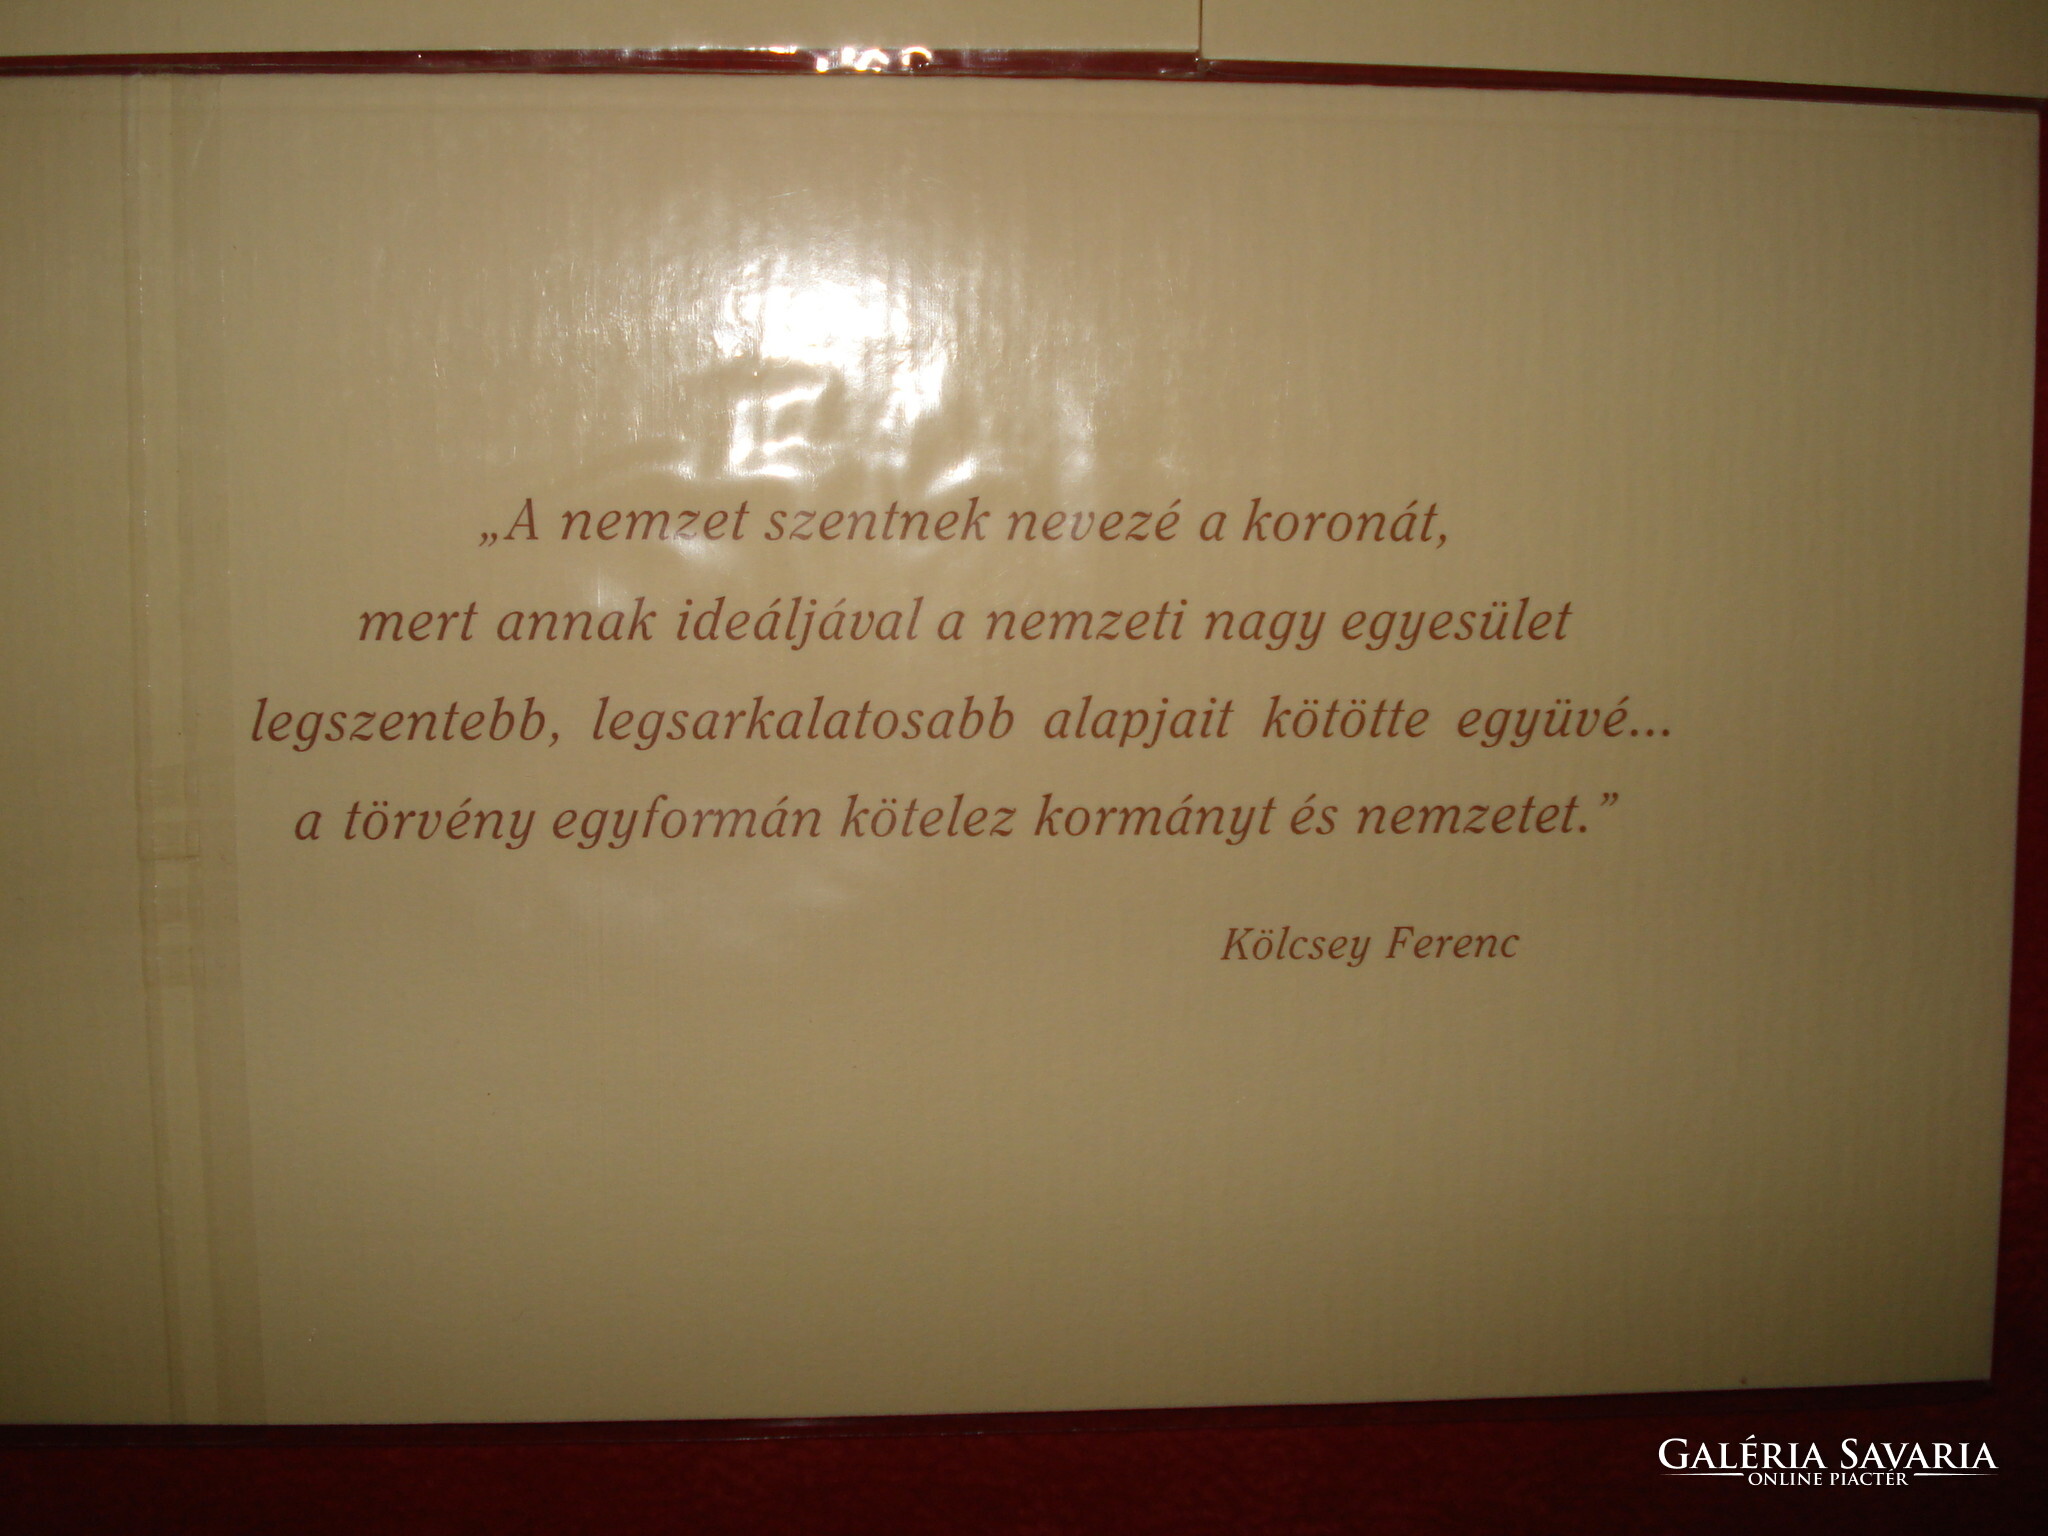 „A nemzet szentnek nevezé a koronát,
mert annak ideáljával a nemzeti nagy egyesület
legszentebb, legsarkalatosabb alapjait kötötte együvé...
a törvény egyformán kötelez kormányt és nemzetet.”
Kölcsey Ferenc
GALÉRIA SAVARIA
ONLINE PIACTÉR